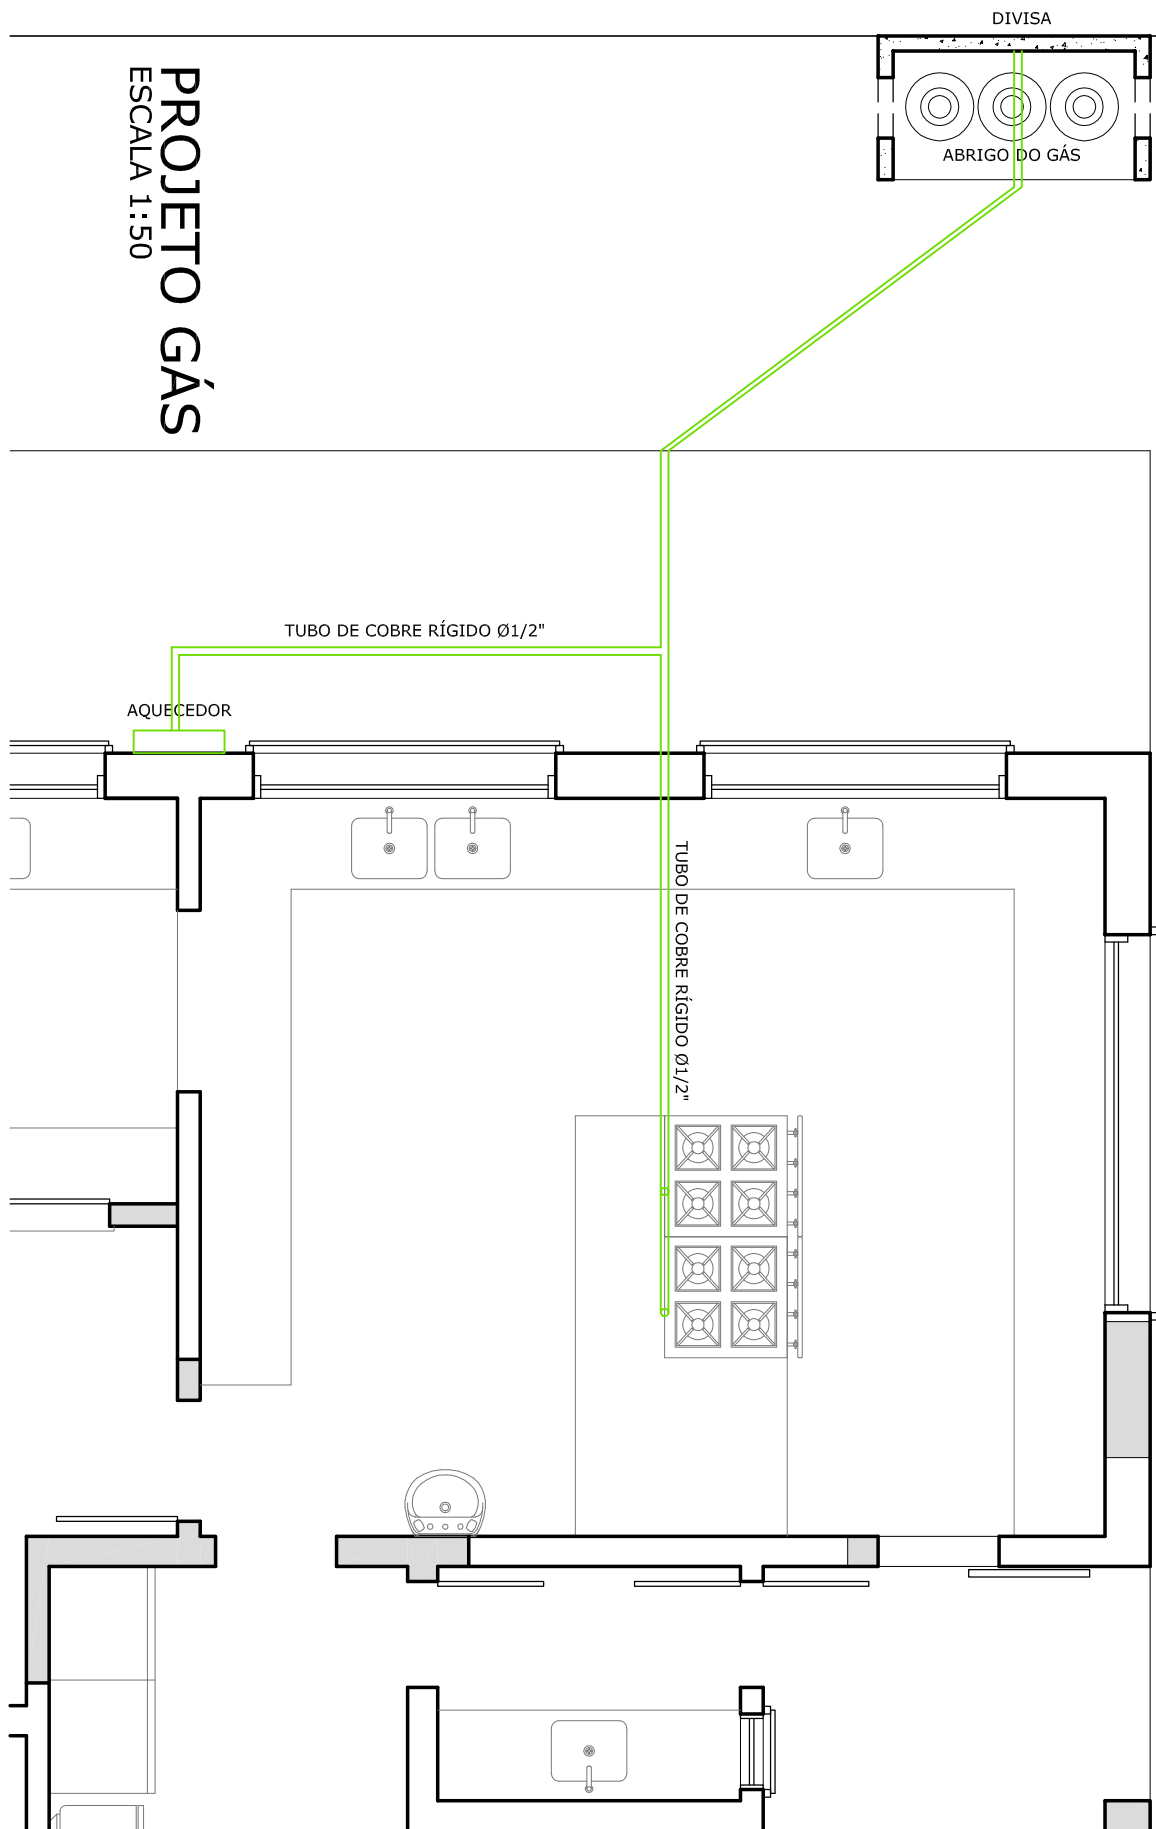 DIVISA
ABRIGO DO GÁS
PROJETO GÁS
ESCALA 1:50
TUBO DE COBRE RÍGIDO Ø1/2"
AQUECEDOR
TUBO DE COBRE RÍGIDO Ø1/2"